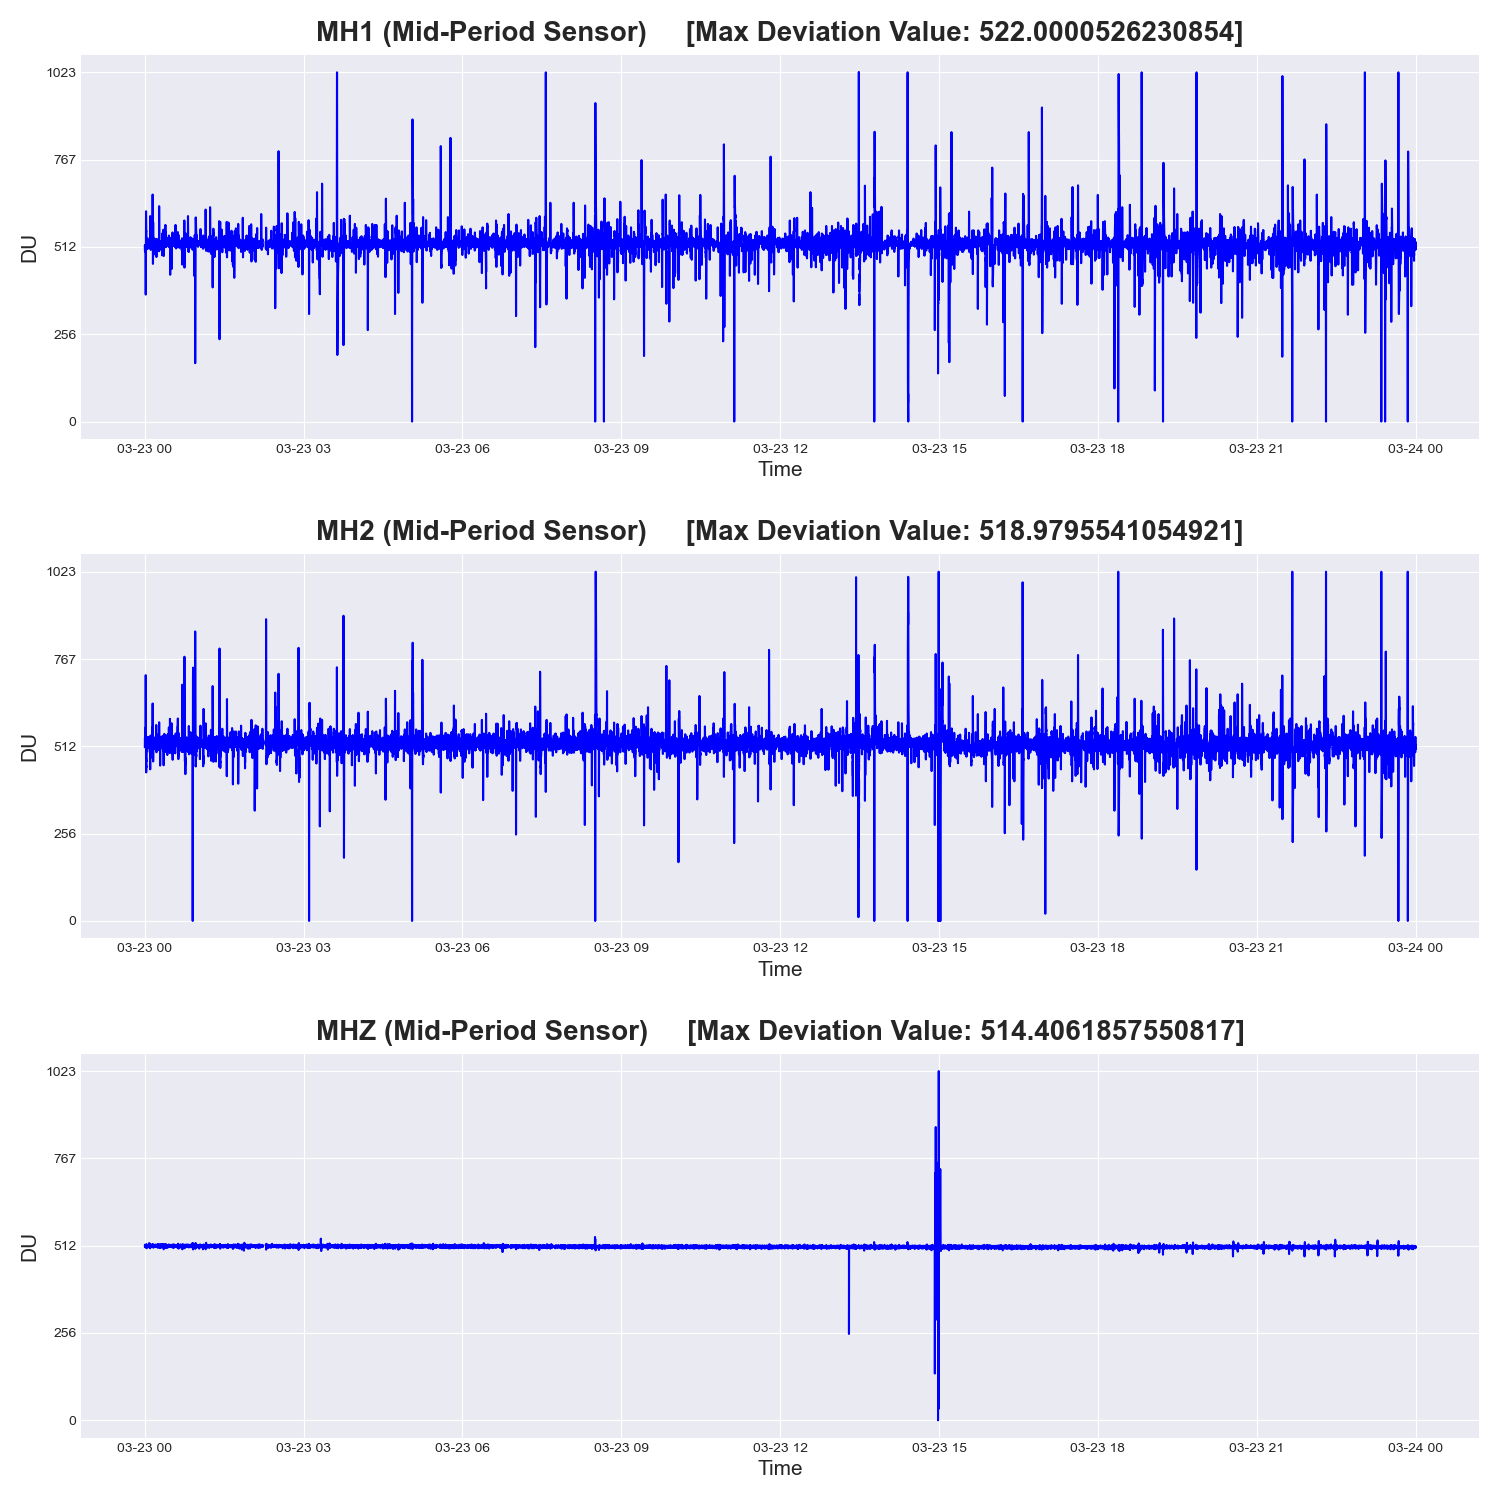 MH1 (Mid-Period Sensor) [Max Deviation Value: 522.0000526230854]
1023
767
512
256
0
DU
03-23 00 03-23 03 03-23 06 03-23 09 03-23 12 03-23 15 03-23 18 03-23 21 03-24 00
Time
MH2 (Mid-Period Sensor) [Max Deviation Value: 518.9795541054921]
1023
767
512
256
0
DU
03-23 00 03-23 03 03-23 06 03-23 09 03-23 12 03-23 15 03-23 18 03-23 21 03-24 00
Time
MHZ (Mid-Period Sensor) [Max Deviation Value: 514.4061857550817]
1023
767
512
256
0
DU
03-23 00 03-23 03 03-23 06 03-23 09 03-23 12 03-23 15 03-23 18 03-23 21 03-24 00
Time